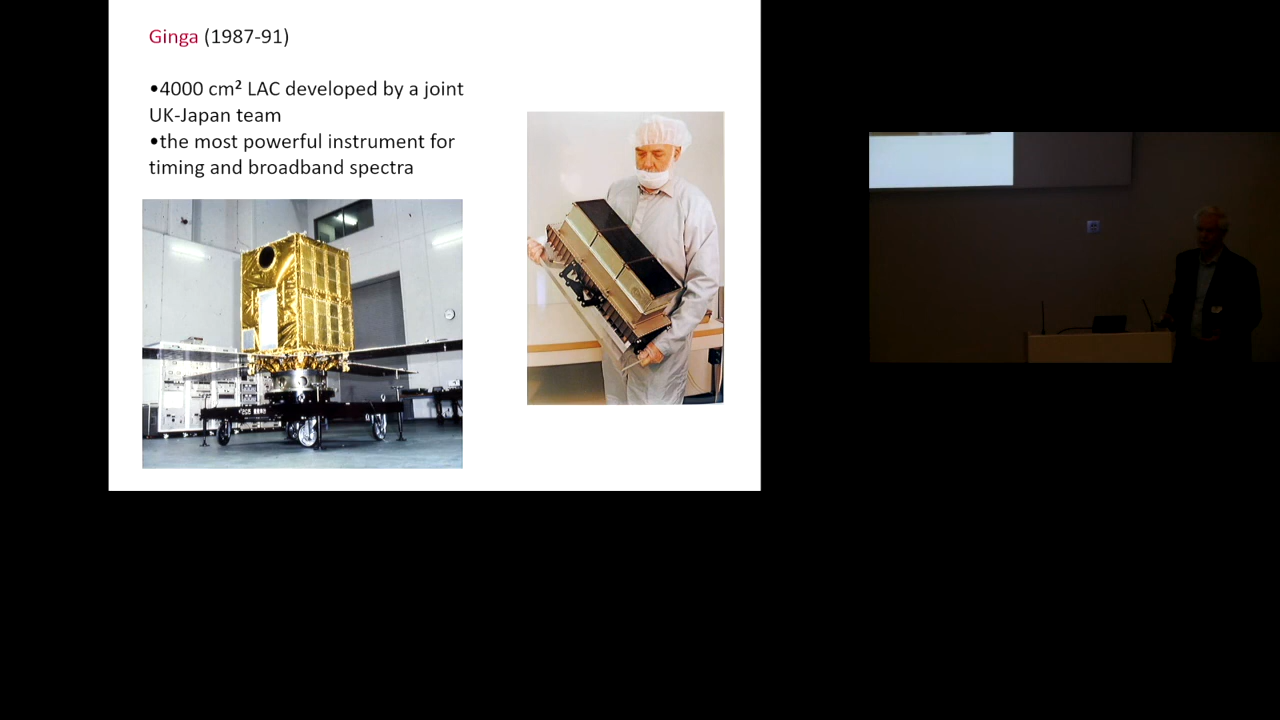 Ginga (1987-91)
•4000 cm² LAC developed by a joint
UK-Japan team
•the most powerful instrument for
timing and broadband spectra